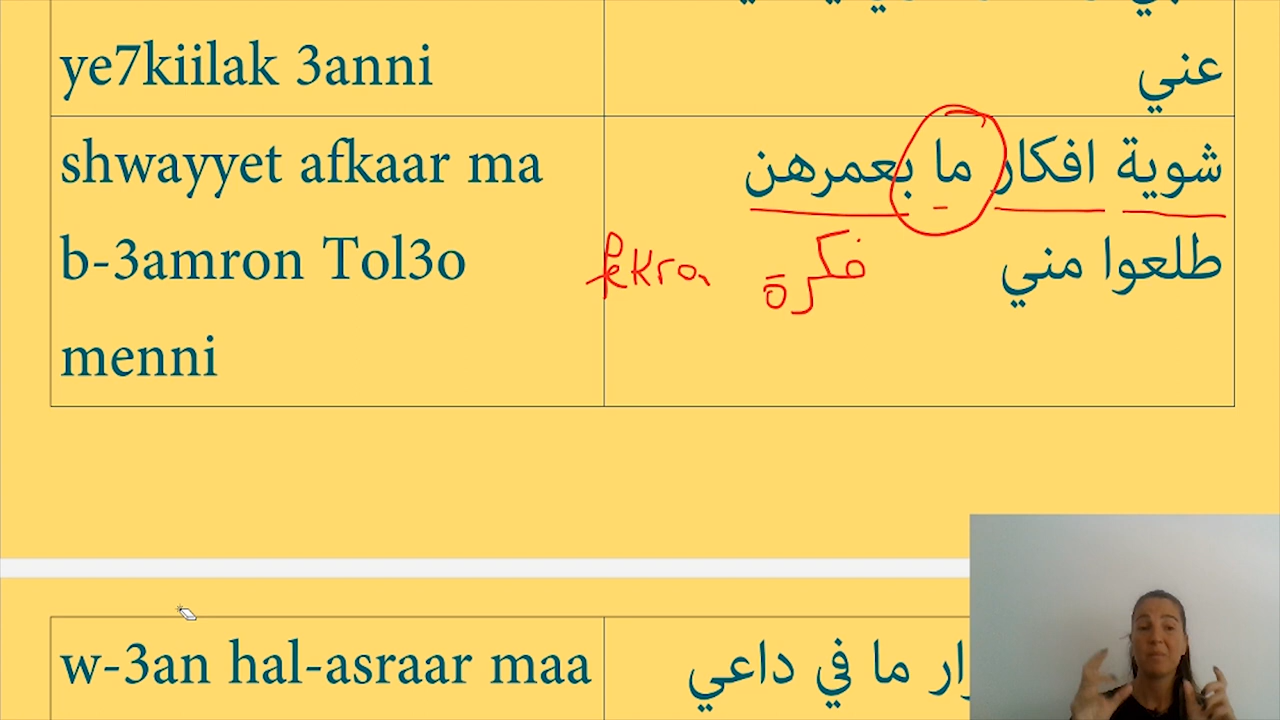 ye7kiilak 3anni
عني
shwayyet afkaar ma
b-3amron Tol3o
menni
شوية افكار ما بعمرهن
طلعوا مني
fekra
فكرة
w-3an hal-asraar maa
ما في داعي